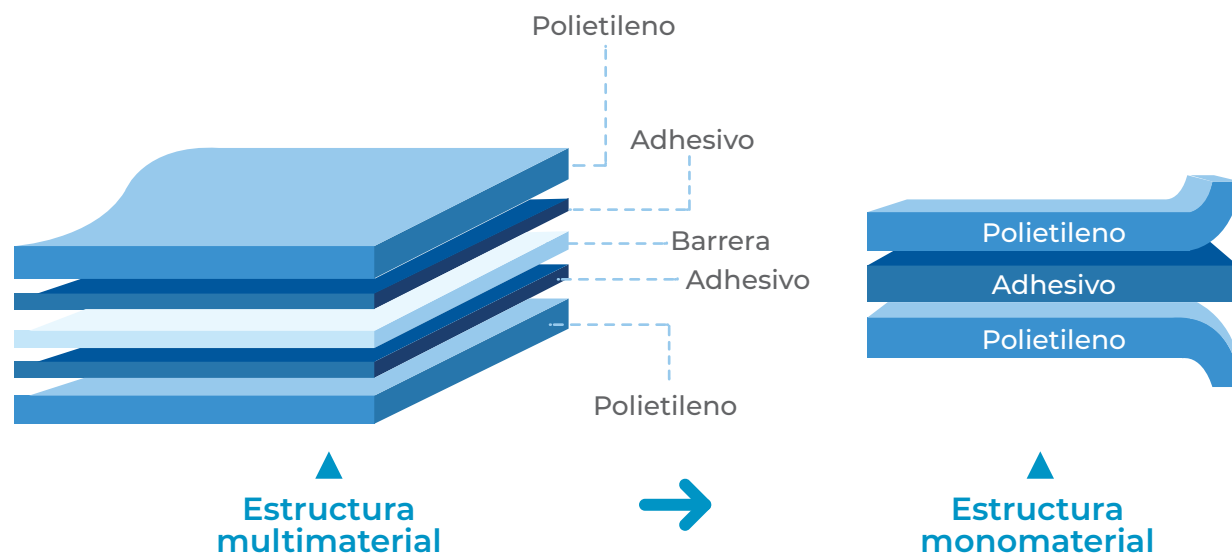 Polietileno
Adhesivo
Barrera
Adhesivo
Polietileno
Estructura
multimaterial
Polietileno
Adhesivo
Polietileno
Estructura
monomaterial